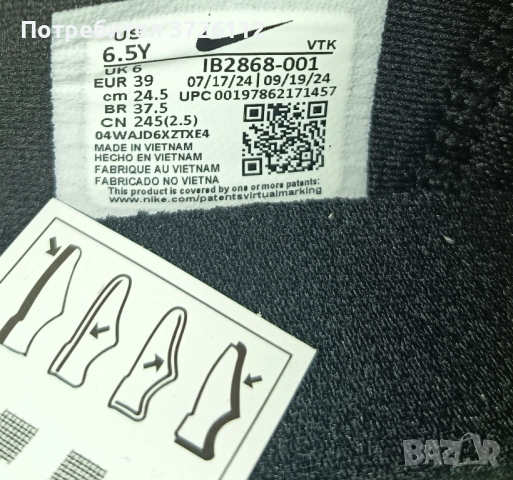 Потребител 3726112
US
6.5Y
VTK
UK 6
IB2868-001
EUR 39
07/17/24 | 09/19/24
cm 24.5
UPC 00197862171457
BR 37.5
CN 245(2.5)
04WAJD6XZTXE4
MADE IN VIETNAM
HECHO EN VIETNAM
FABRIQUE AU VIETNAM
FABRICADO NO VIETNA
This product is covered by one or more patents:
www.nike.com/patentsvirtualmarking
BAZAR